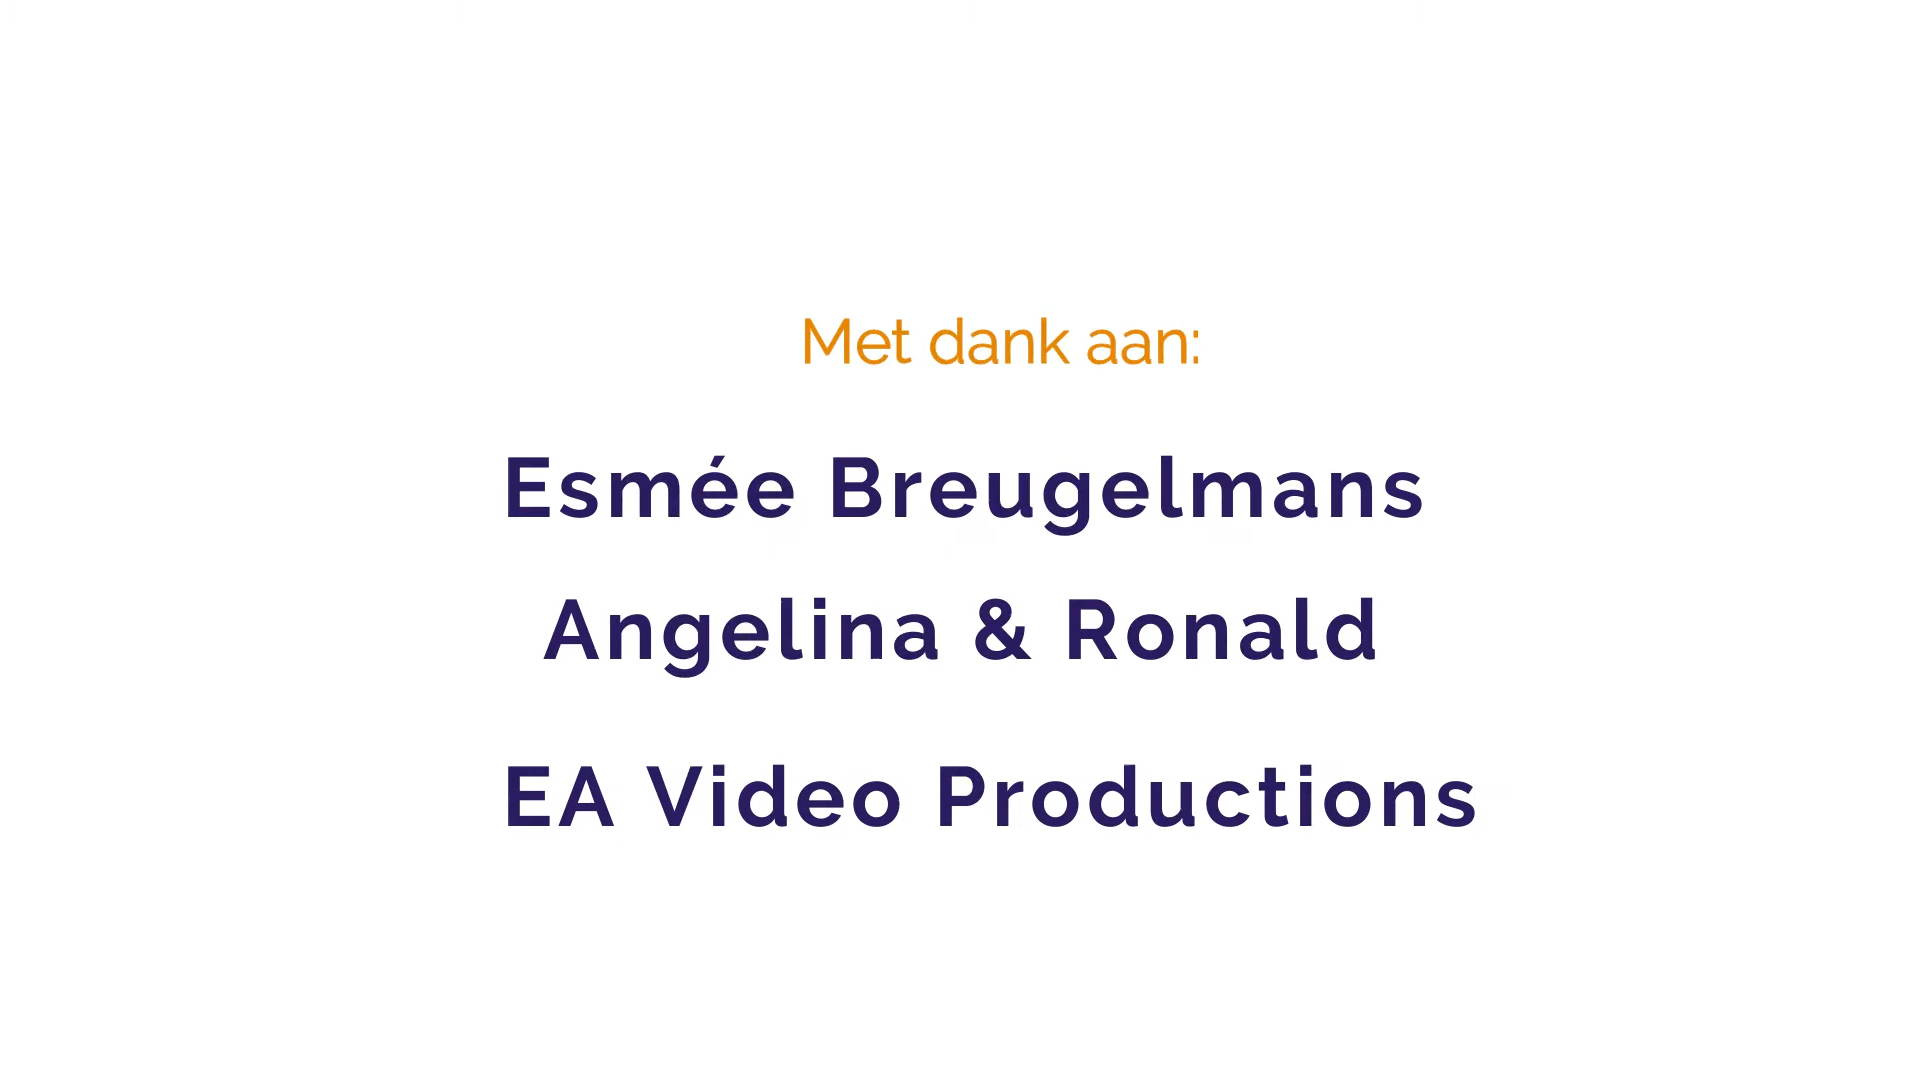 Met dank aan:
Esmée Breugelmans
Angelina & Ronald
EA Video Productions